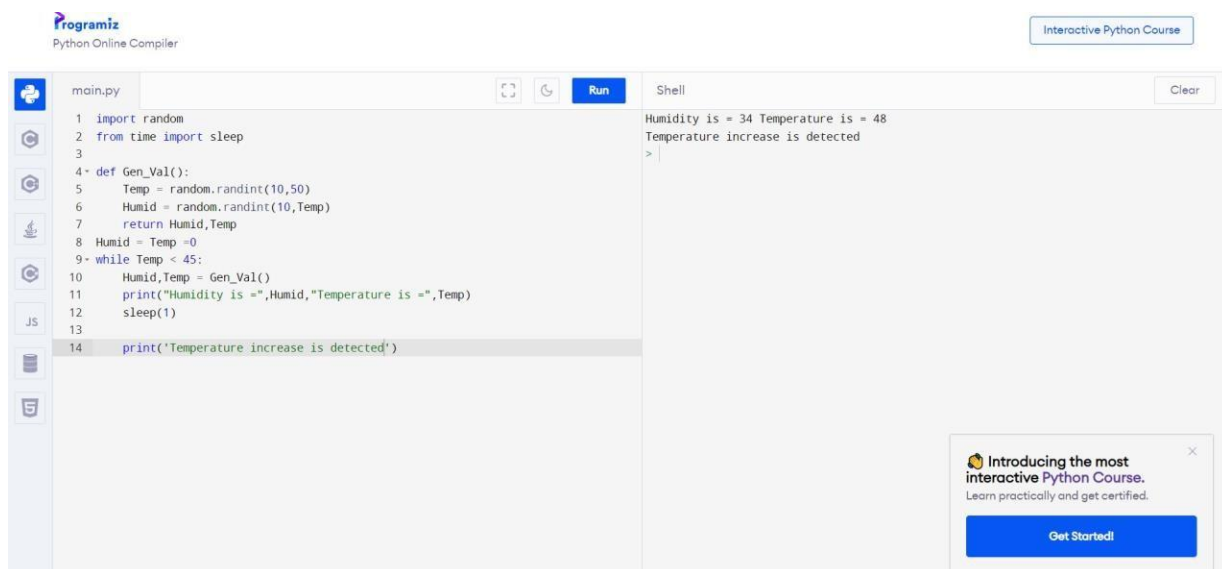 Programiz
Python Online Compiler
Interactive Python Course
main.py
Run
Shell
Clear
1 import random
2 from time import sleep
3
4 def Gen_Val():
5     Temp = random.randint(10,50)
6     Humid = random.randint(10,Temp)
7     return Humid,Temp
8 Humid = Temp =0
9 while Temp < 45:
10     Humid,Temp = Gen_Val()
11     print("Humidity is =",Humid,"Temperature is =",Temp)
12     sleep(1)
13
14     print('Temperature increase is detected')
Humidity is = 34 Temperature is = 48
Temperature increase is detected
>
JS
Introducing the most
interactive Python Course.
Learn practically and get certified.
Get Started!